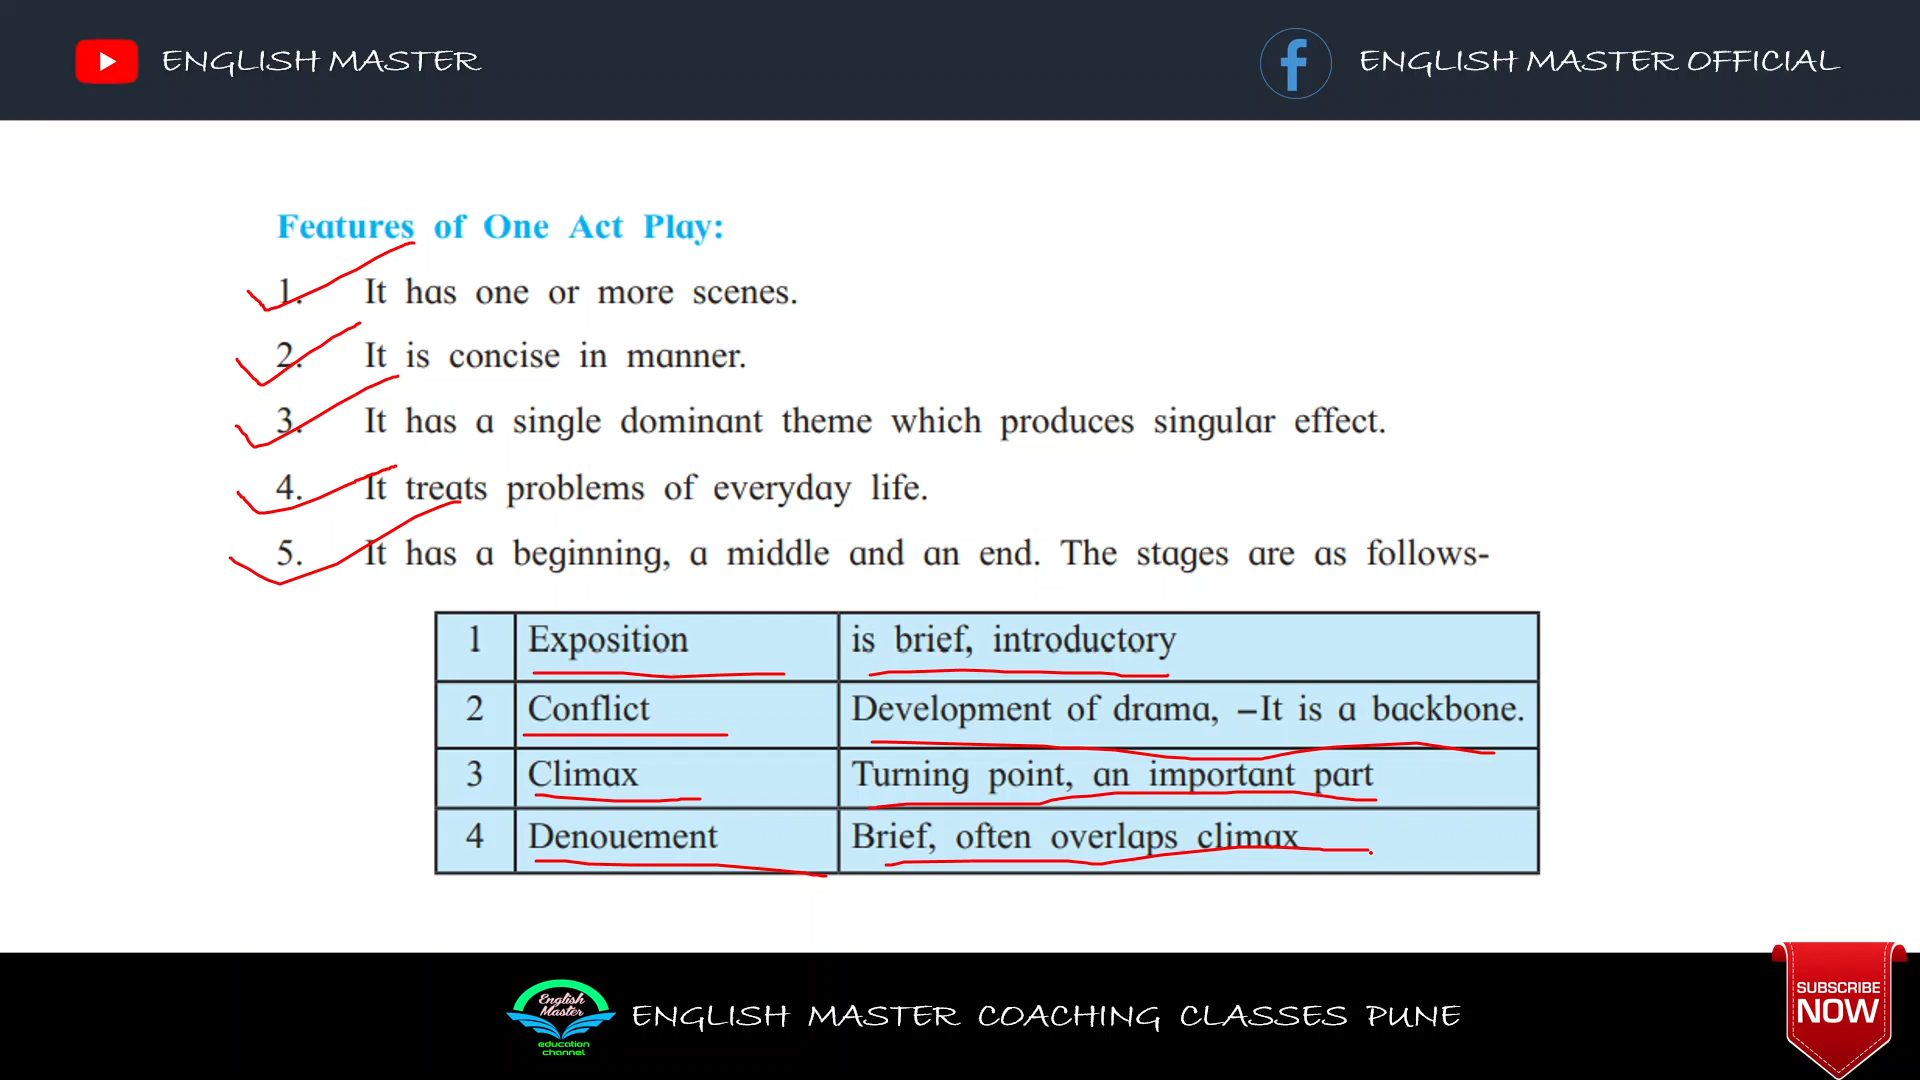 ENGLISH MASTER
ENGLISH MASTER OFFICIAL
Features of One Act Play:
1. It has one or more scenes.
2. It is concise in manner.
3. It has a single dominant theme which produces singular effect.
4. It treats problems of everyday life.
5. It has a beginning, a middle and an end. The stages are as follows-
1 Exposition is brief, introductory
2 Conflict Development of drama, –It is a backbone.
3 Climax Turning point, an important part
4 Denouement Brief, often overlaps climax
English
Master
education
channel
ENGLISH MASTER COACHING CLASSES PUNE
SUBSCRIBE
NOW